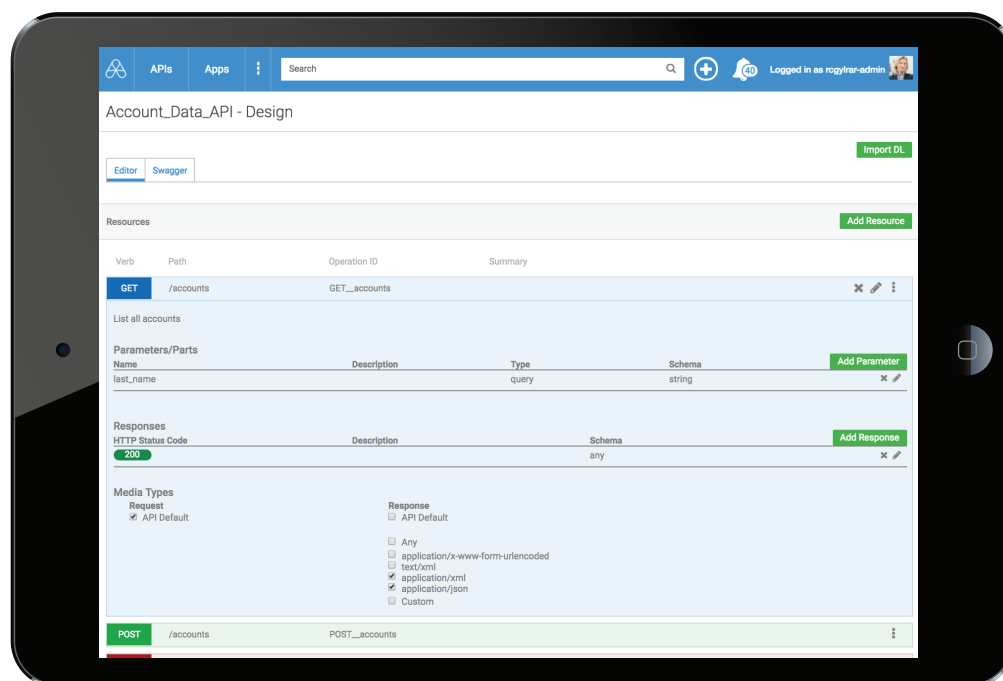 APIs Apps Search 40 Logged in as rcgylrar-admin
Account_Data_API - Design
Import DL
Editor Swagger
Resources Add Resource
Verb Path Operation ID Summary
GET /accounts GET__accounts
List all accounts
Parameters/Parts
Name Description Type Schema Add Parameter
last_name query string
Responses
HTTP Status Code Description Schema Add Response
200 any
Media Types
Request Response
API Default API Default
Any
application/x-www-form-urlencoded
text/xml
application/xml
application/json
Custom
POST /accounts POST__accounts